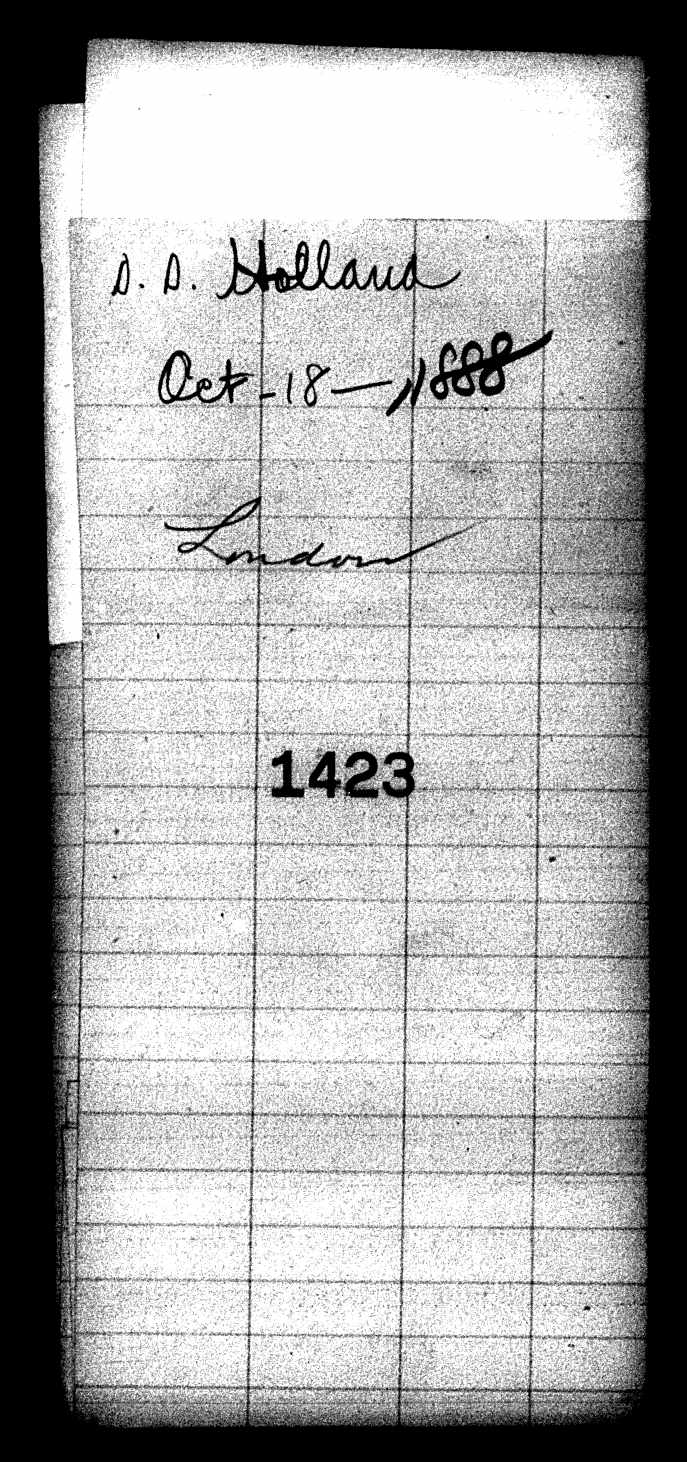 D. D. Holland
Oct - 18 — 1888
London
1423